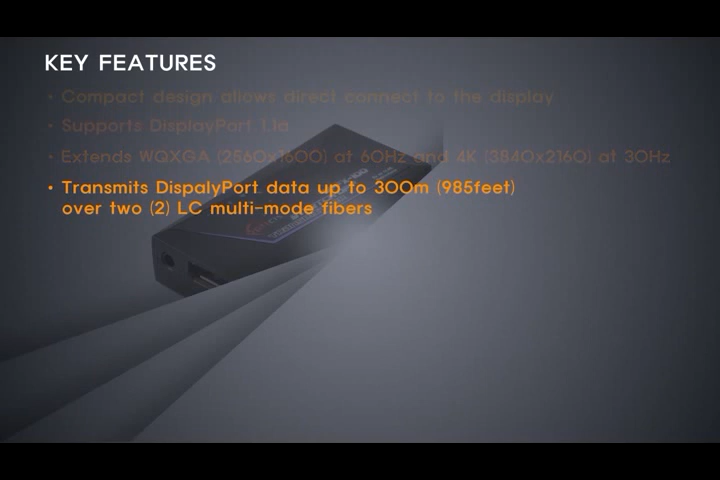 KEY FEATURES
• Compact design allows direct connect to the display
• Supports DisplayPort 1.1a
• Extends WQXGA (2560x1600) at 60Hz and 4K (3840x2160) at 30Hz
• Transmits DispalyPort data up to 300m (985feet)
over two (2) LC multi-mode fibers